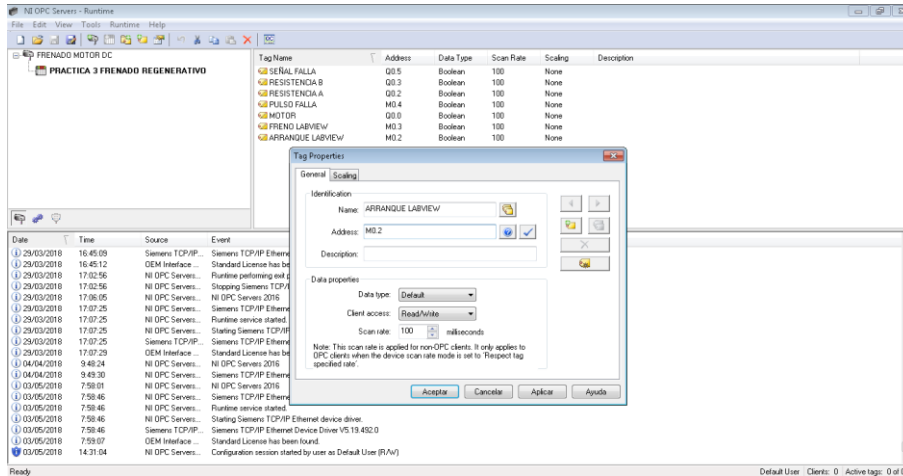 NI OPC Servers - Runtime
File Edit View Tools Runtime Help
FRENADO MOTOR DC
PRACTICA 3 FRENADO REGENERATIVO
Tag Name Address Data Type Scan Rate Scaling Description
SEÑAL FALLA Q0.5 Boolean 100 None
RESISTENCIA B Q0.3 Boolean 100 None
RESISTENCIA A Q0.2 Boolean 100 None
PULSO FALLA M0.4 Boolean 100 None
MOTOR Q0.0 Boolean 100 None
FRENO LABVIEW M0.3 Boolean 100 None
ARRANQUE LABVIEW M0.2 Boolean 100 None
Tag Properties
General Scaling
Identification
Name: ARRANQUE LABVIEW
Address: M0.2
Description:
Data properties
Data type: Default
Client access: Read/Write
Scan rate: 100 milliseconds
Note: This scan rate is applied for non-OPC clients. It only applies to
OPC clients when the device scan rate mode is set to 'Respect tag
specified rate'.
Aceptar Cancelar Aplicar Ayuda
Date Time Source Event
29/03/2018 16:45:09 Siemens TCP/IP... Siemens TCP/IP Etherne
29/03/2018 16:45:12 OEM Interface ... Standard License has be
29/03/2018 17:02:56 NI OPC Servers... Runtime performing exit p
29/03/2018 17:02:56 NI OPC Servers... Stopping Siemens TCP/I
29/03/2018 17:06:05 NI OPC Servers... NI OPC Servers 2016
29/03/2018 17:07:25 NI OPC Servers... Siemens TCP/IP Etherne
29/03/2018 17:07:25 NI OPC Servers... Runtime service started.
29/03/2018 17:07:25 NI OPC Servers... Starting Siemens TCP/IP
29/03/2018 17:07:25 Siemens TCP/IP... Siemens TCP/IP Etherne
29/03/2018 17:07:29 OEM Interface ... Standard License has be
04/04/2018 9:48:24 NI OPC Servers... NI OPC Servers 2016
04/04/2018 9:49:30 NI OPC Servers... Siemens TCP/IP Etherne
03/05/2018 7:58:01 NI OPC Servers... NI OPC Servers 2016
03/05/2018 7:58:46 NI OPC Servers... Siemens TCP/IP Etherne
03/05/2018 7:58:46 NI OPC Servers... Runtime service started.
03/05/2018 7:58:46 NI OPC Servers... Starting Siemens TCP/IP Ethernet device driver.
03/05/2018 7:58:46 Siemens TCP/IP... Siemens TCP/IP Ethernet Device Driver V5.19.492.0
03/05/2018 7:59:07 OEM Interface ... Standard License has been found.
03/05/2018 14:31:04 NI OPC Servers... Configuration session started by user as Default User (R/W)
Ready Default User Clients: 0 Active tags: 0 of